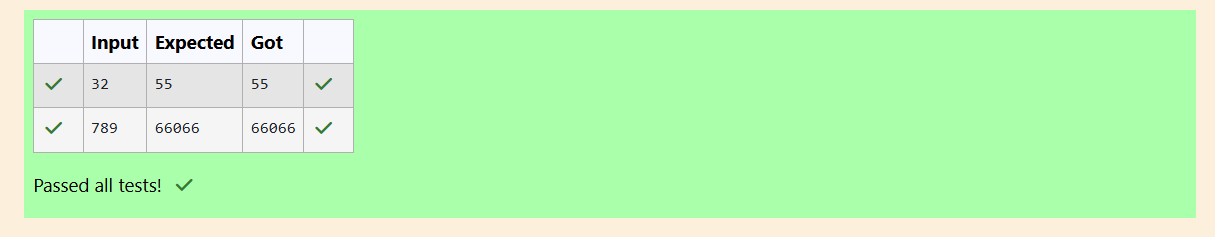 Input Expected Got
32 55 55
789 66066 66066
Passed all tests!